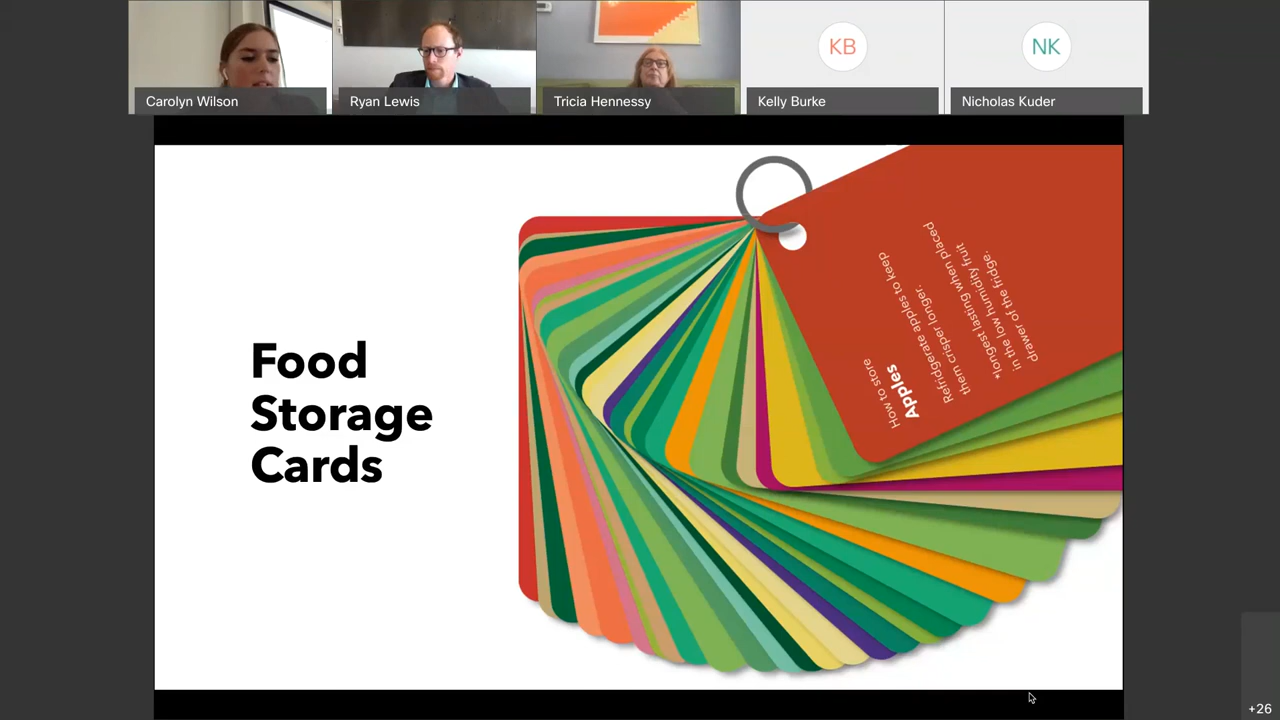 Carolyn Wilson
Ryan Lewis
Tricia Hennessy
KB
Kelly Burke
NK
Nicholas Kuder
Food
Storage
Cards
How to store
Apples
Refridgerate apples to keep
them crisper longer.
*longest lasting when placed
in the low humidity fruit
drawer of the fridge.
+26